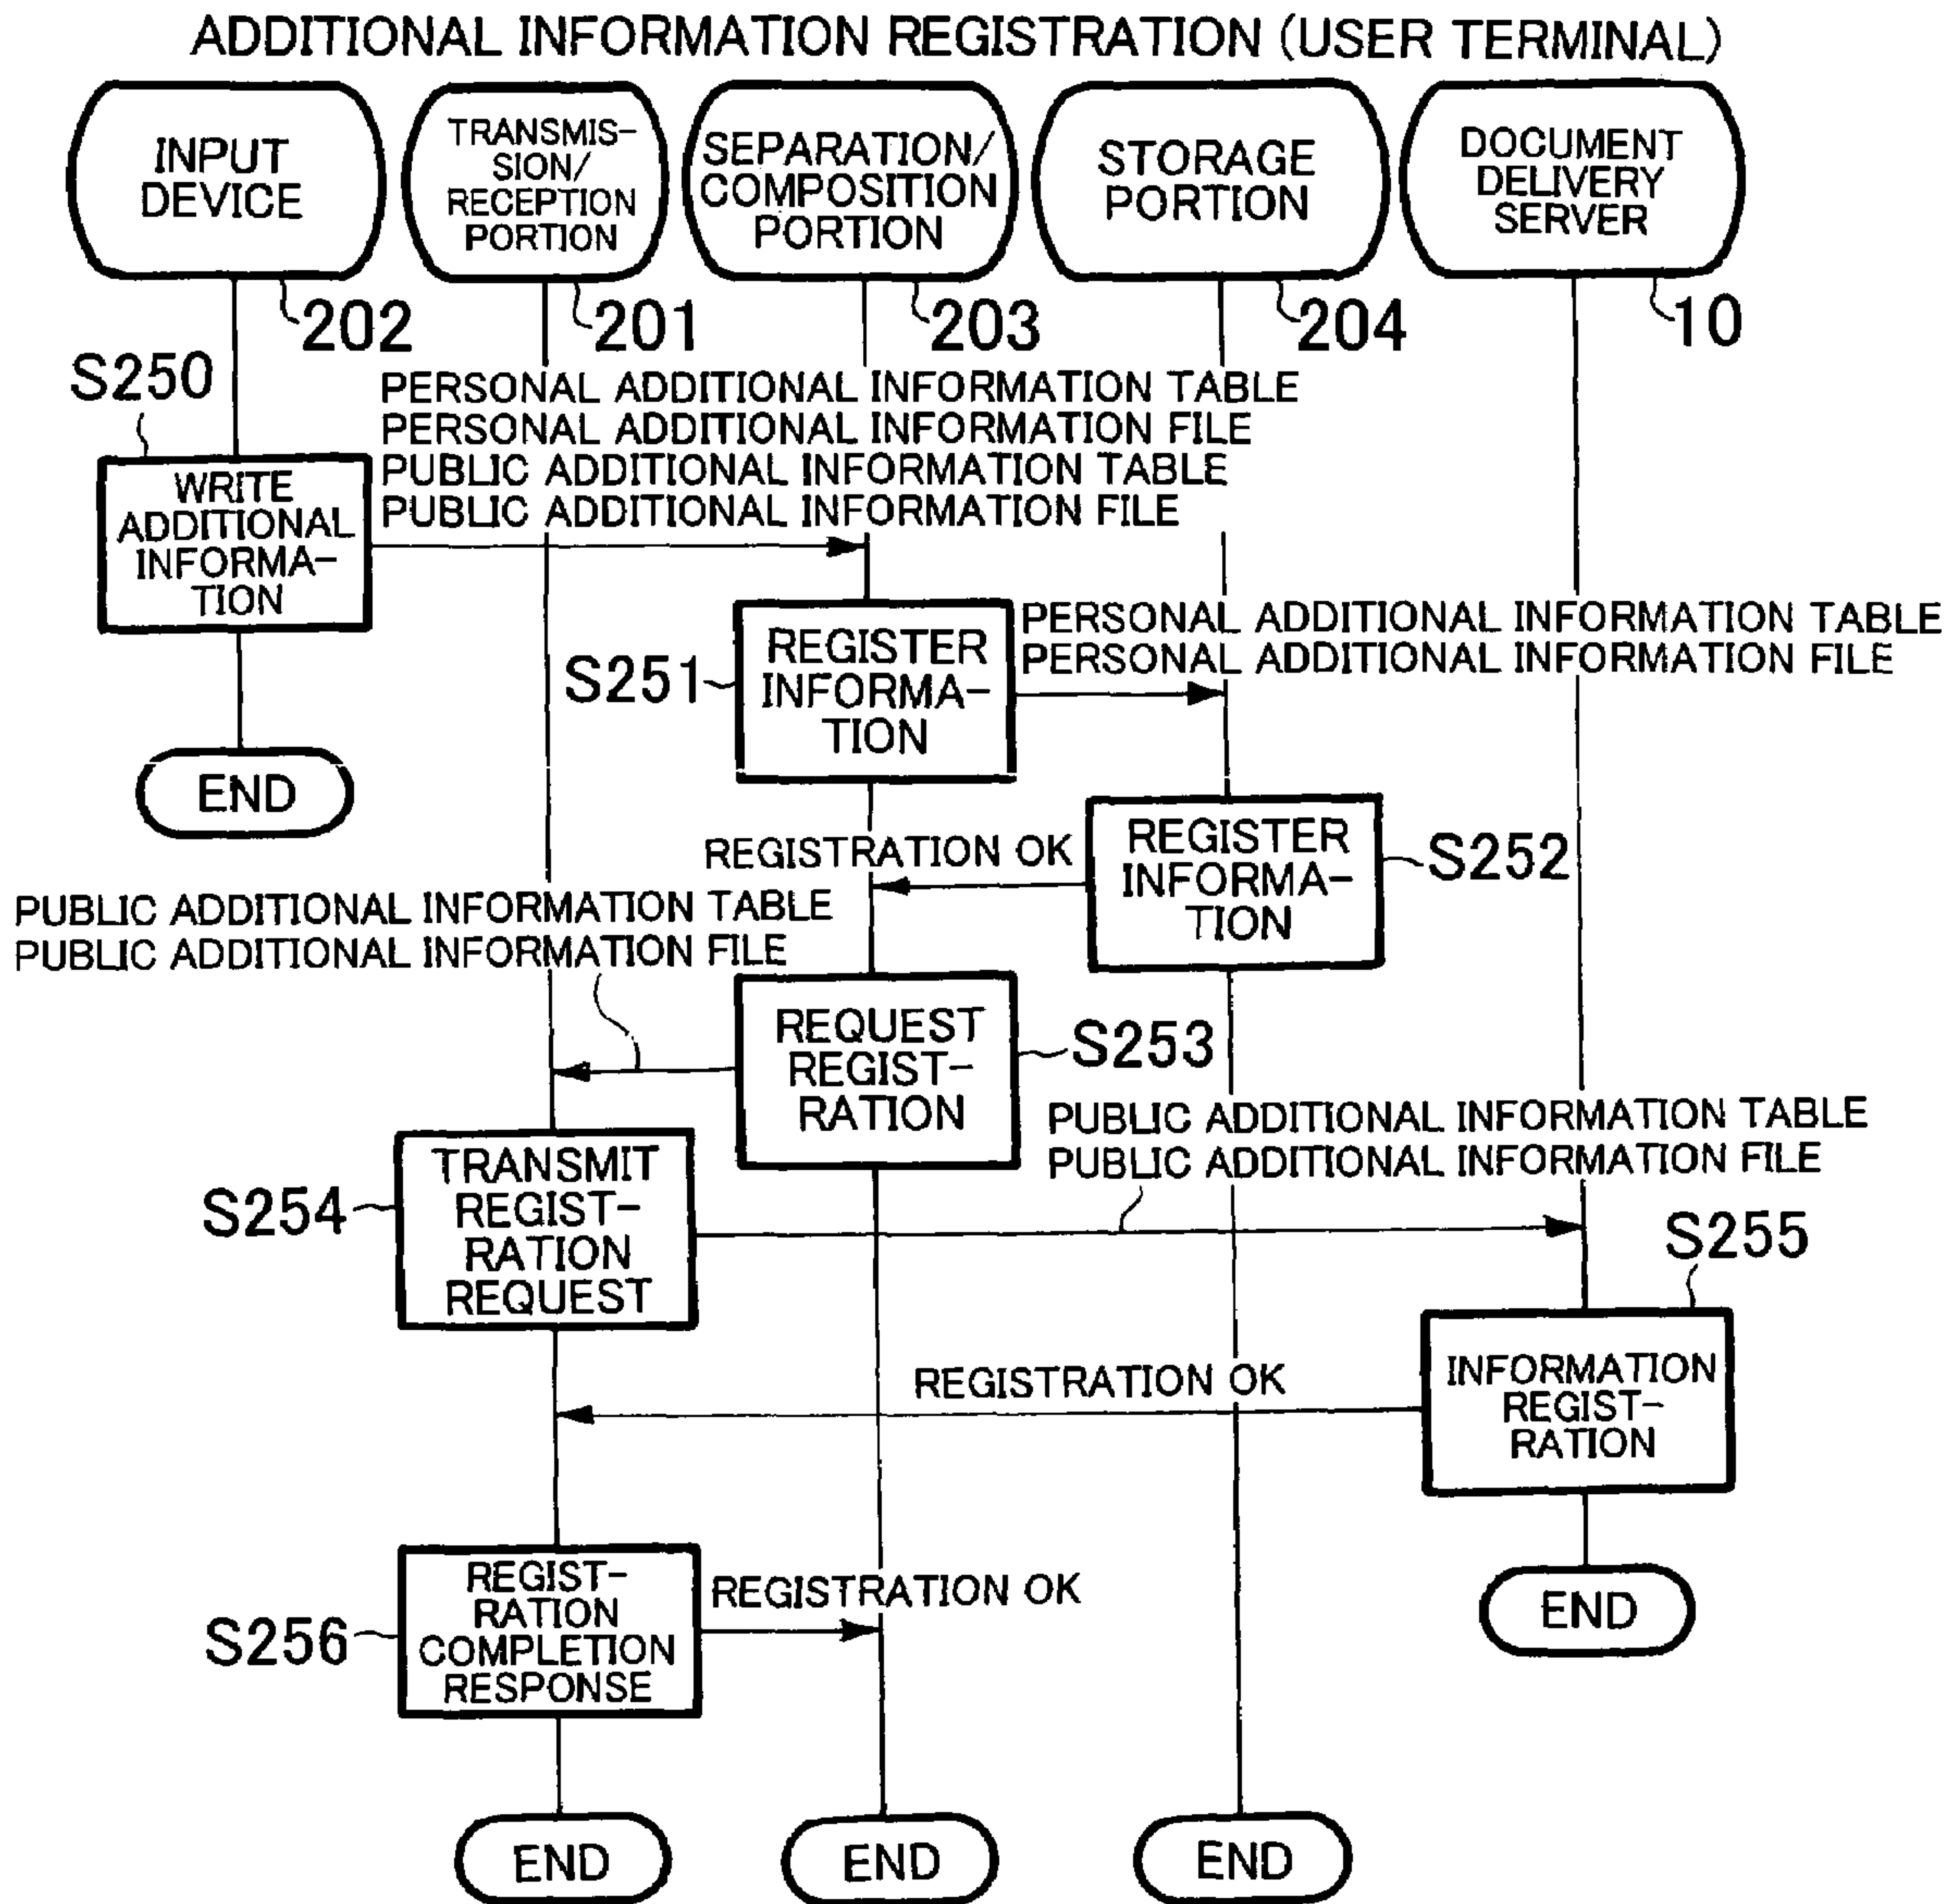 ADDITIONAL INFORMATION REGISTRATION (USER TERMINAL)
INPUT
DEVICE
TRANSMIS-
SION/
RECEPTION
PORTION
SEPARATION/
COMPOSITION
PORTION
STORAGE
PORTION
DOCUMENT
DELIVERY
SERVER
202
201
203
204
10
S250
PERSONAL ADDITIONAL INFORMATION TABLE
PERSONAL ADDITIONAL INFORMATION FILE
PUBLIC ADDITIONAL INFORMATION TABLE
PUBLIC ADDITIONAL INFORMATION FILE
WRITE
ADDITIONAL
INFORMA-
TION
S251
REGISTER
INFORMA-
TION
PERSONAL ADDITIONAL INFORMATION TABLE
PERSONAL ADDITIONAL INFORMATION FILE
END
REGISTRATION OK
REGISTER
INFORMA-
TION
S252
PUBLIC ADDITIONAL INFORMATION TABLE
PUBLIC ADDITIONAL INFORMATION FILE
REQUEST
REGIST-
RATION
S253
PUBLIC ADDITIONAL INFORMATION TABLE
PUBLIC ADDITIONAL INFORMATION FILE
S254
TRANSMIT
REGIST-
RATION
REQUEST
S255
INFORMATION
REGIST-
RATION
REGISTRATION OK
S256
REGIST-
RATION
COMPLETION
RESPONSE
REGISTRATION OK
END
END
END
END